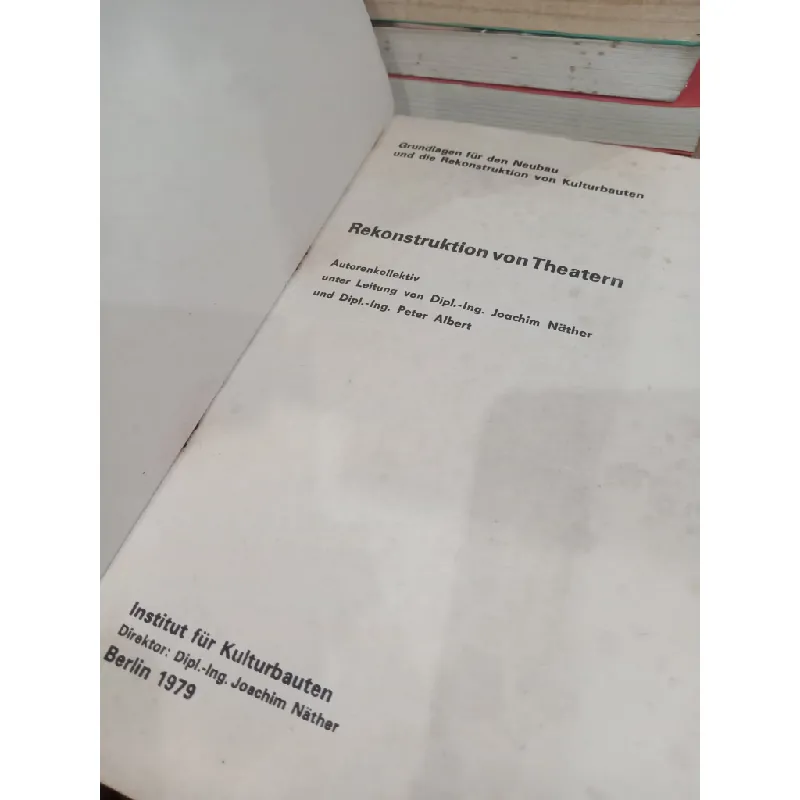 Grundlagen für den Neubau
und die Rekonstruktion von Kulturbauten
Rekonstruktion von Theatern
Autorenkollektiv
unter Leitung von Dipl.-Ing. Joachim Näther
und Dipl.-Ing. Peter Albert
Institut für Kulturbauten
Direktor: Dipl.-Ing. Joachim Näther
Berlin 1979